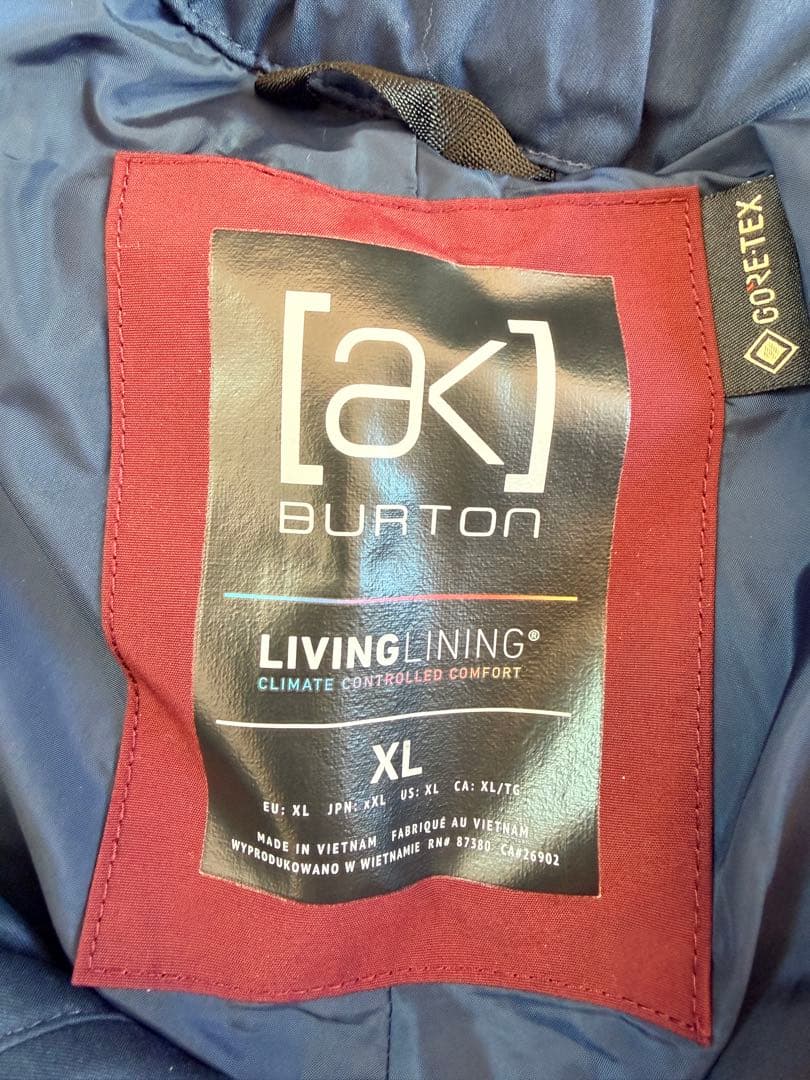 [ak]
BURTON
LIVINGLINING®
CLIMATE CONTROLLED COMFORT
XL
EU: XL JPN: xXL US: XL CA: XL/TG
MADE IN VIETNAM FABRIQUÉ AU VIETNAM
WYPRODUKOWANO W WIETNAMIE RN# 87380 CA#26902
GORE-TEX